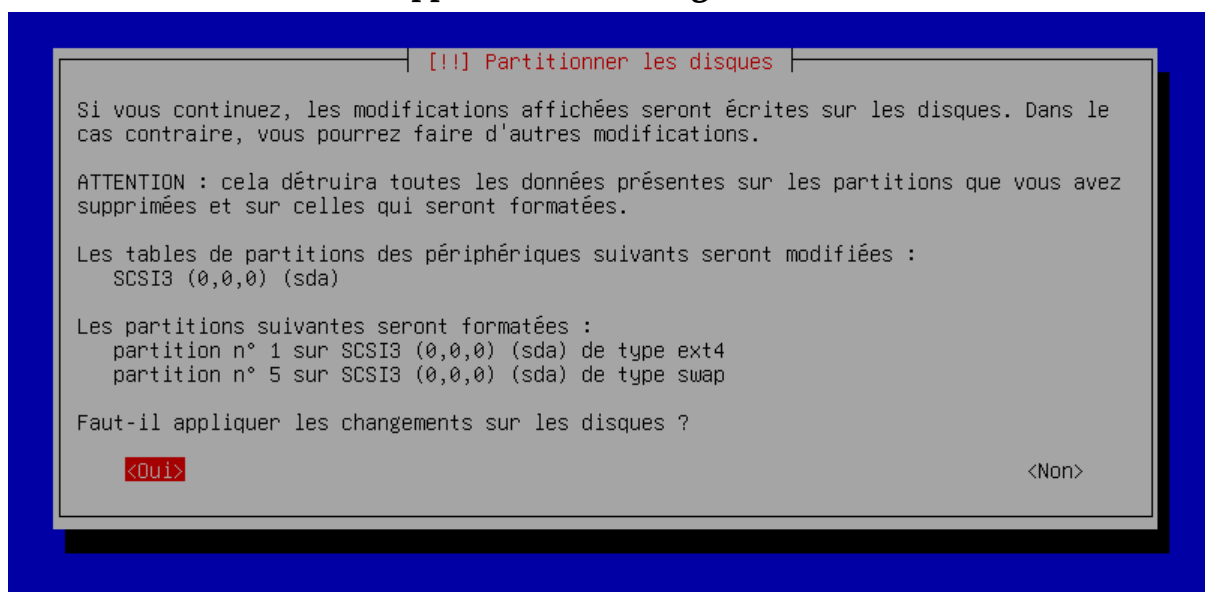 [!!] Partitionner les disques
Si vous continuez, les modifications affichées seront écrites sur les disques. Dans le
cas contraire, vous pourrez faire d'autres modifications.
ATTENTION : cela détruira toutes les données présentes sur les partitions que vous avez
supprimées et sur celles qui seront formatées.
Les tables de partitions des périphériques suivants seront modifiées :
SCSI3 (0,0,0) (sda)
Les partitions suivantes seront formatées :
partition n° 1 sur SCSI3 (0,0,0) (sda) de type ext4
partition n° 5 sur SCSI3 (0,0,0) (sda) de type swap
Faut-il appliquer les changements sur les disques ?
<Oui> <Non>